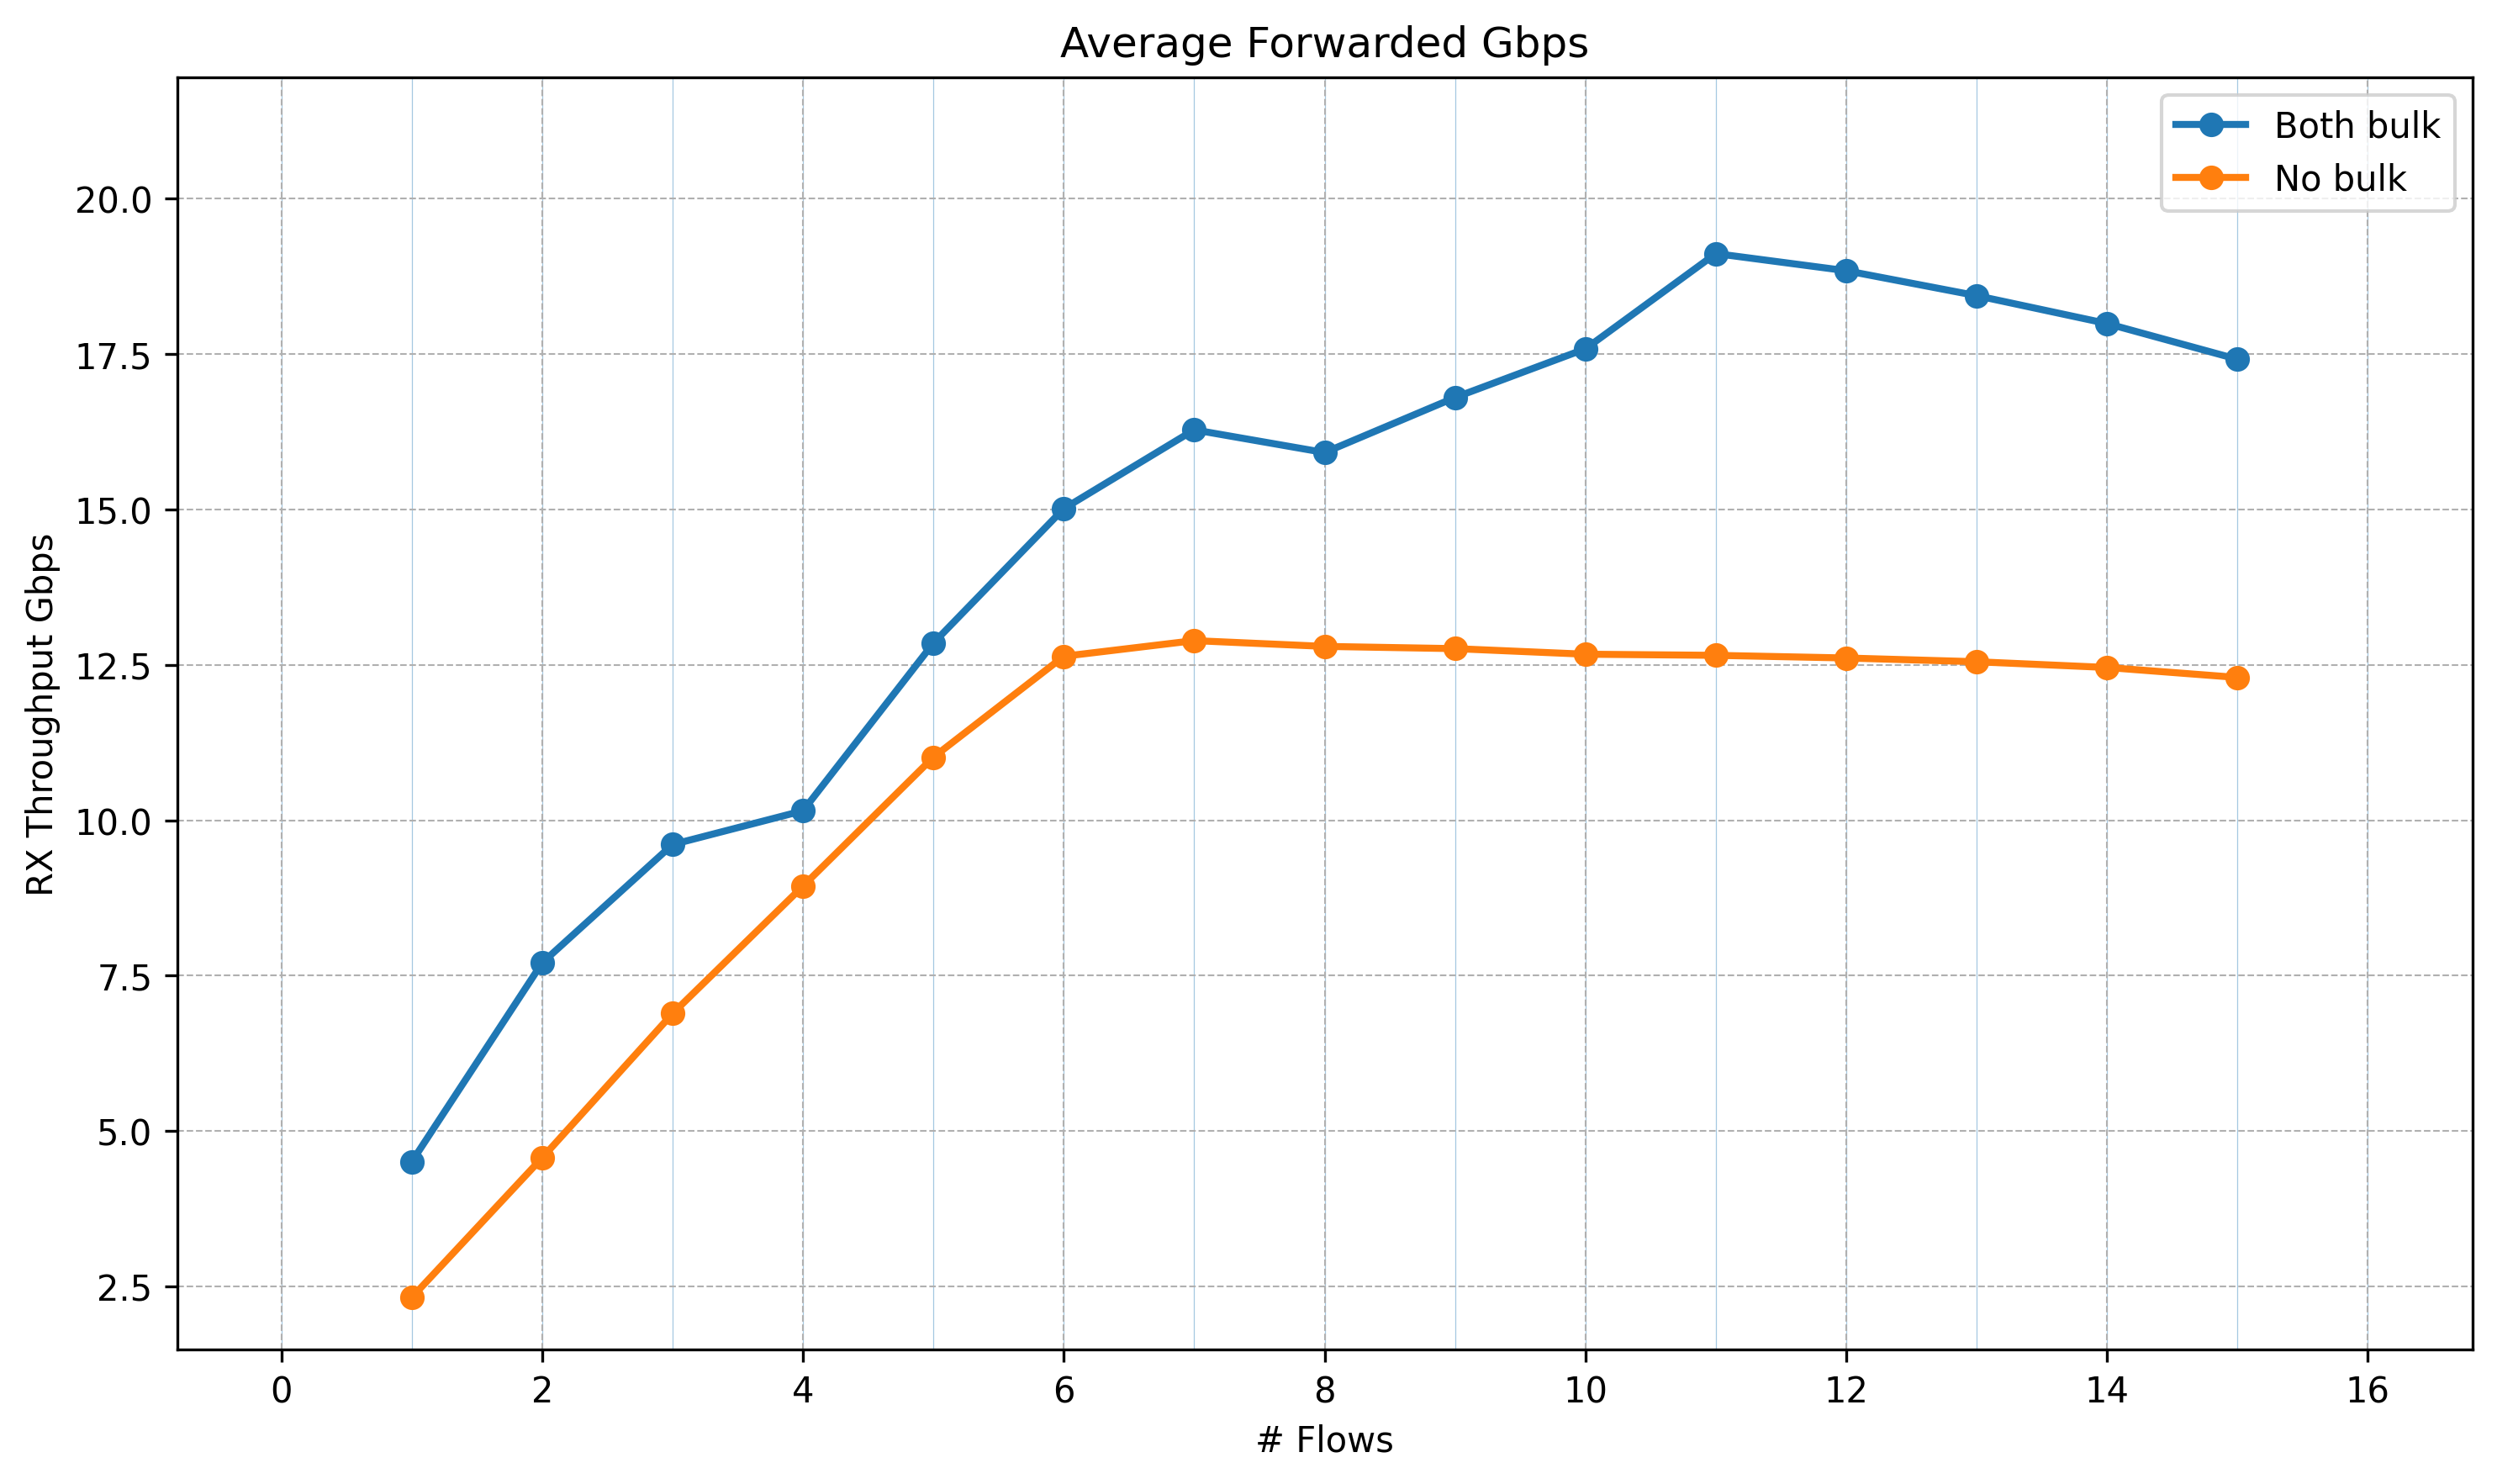 Average Forwarded Gbps
Both bulk
No bulk
20.0
17.5
15.0
12.5
10.0
7.5
5.0
2.5
RX Throughput Gbps
0 2 4 6 8 10 12 14 16
# Flows